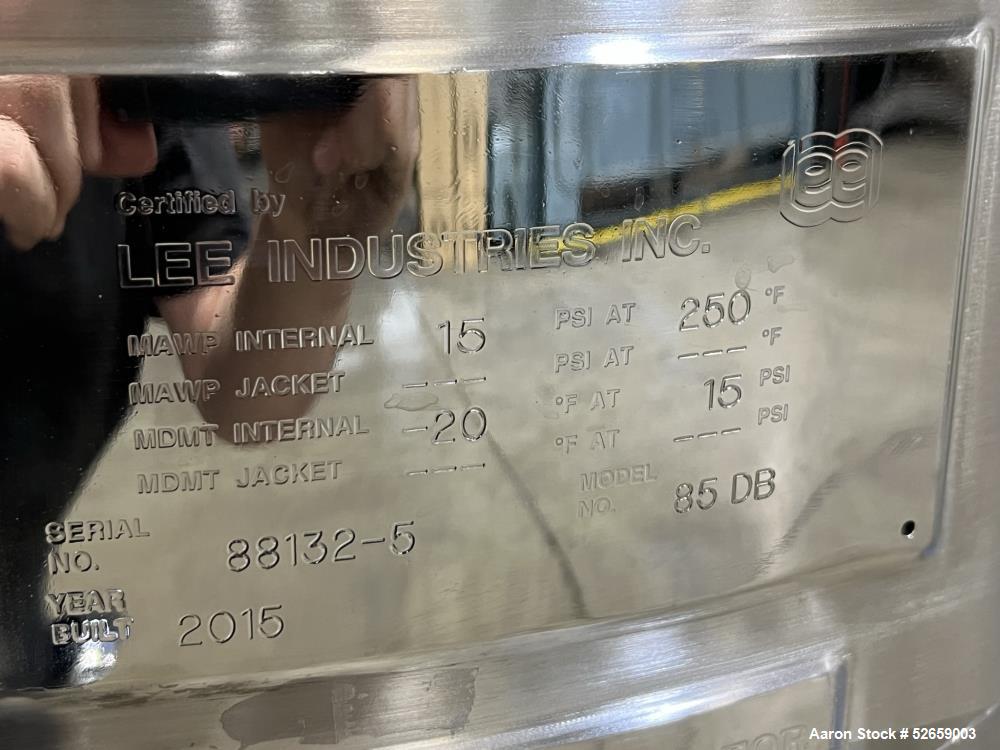 Certified by
LEE INDUSTRIES INC.
MAWP INTERNAL 15 PSI AT 250 °F
MAWP JACKET --- PSI AT --- °F
MDMT INTERNAL -20 °F AT 15 PSI
MDMT JACKET --- °F AT --- PSI
SERIAL NO. 88132-5
MODEL NO. 85 DB
YEAR BUILT 2015
Aaron Stock # 52659003